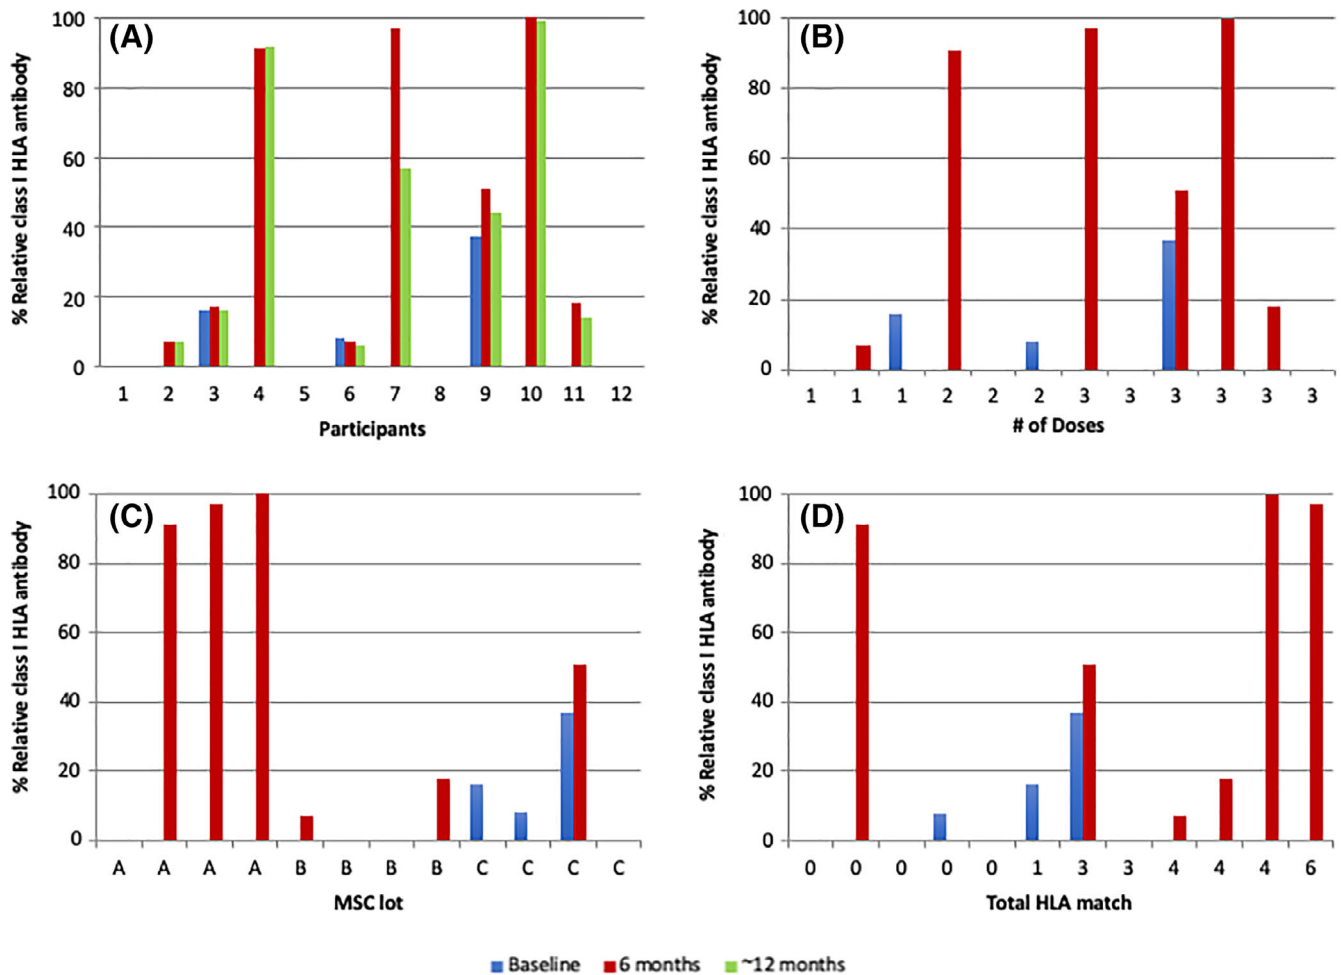 (A)
% Relative class I HLA antibody
100
80
60
40
20
0
1 2 3 4 5 6 7 8 9 10 11 12
Participants
(B)
% Relative class I HLA antibody
100
80
60
40
20
0
1 1 1 2 2 2 3 3 3 3 3 3
# of Doses
(C)
% Relative class I HLA antibody
100
80
60
40
20
0
A A A A B B B B C C C C
MSC lot
(D)
% Relative class I HLA antibody
100
80
60
40
20
0
0 0 0 0 0 1 3 3 4 4 4 6
Total HLA match
Baseline 6 months ~12 months